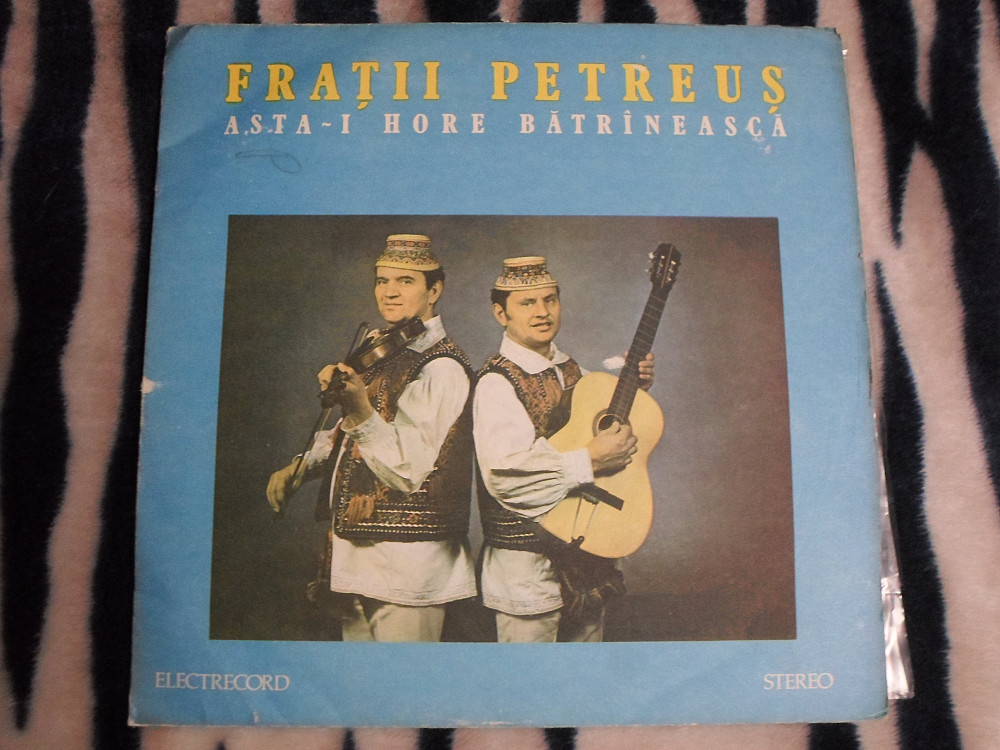 FRAȚII PETREUȘ
ASTA-I HORE BĂTRÎNEASCĂ
ELECTRECORD
STEREO